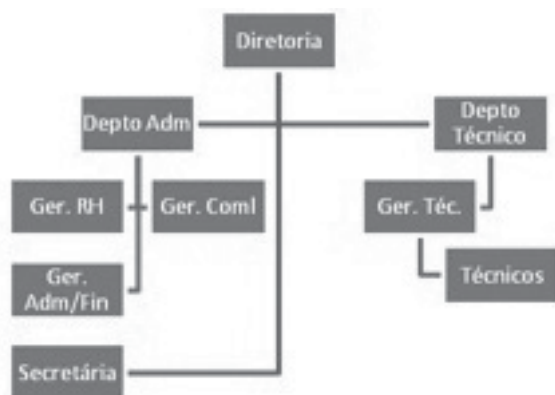 Diretoria
Depto Adm
Depto
Técnico
Ger. RH
Ger. Coml
Ger. Téc.
Ger.
Adm/Fin
Técnicos
Secretária